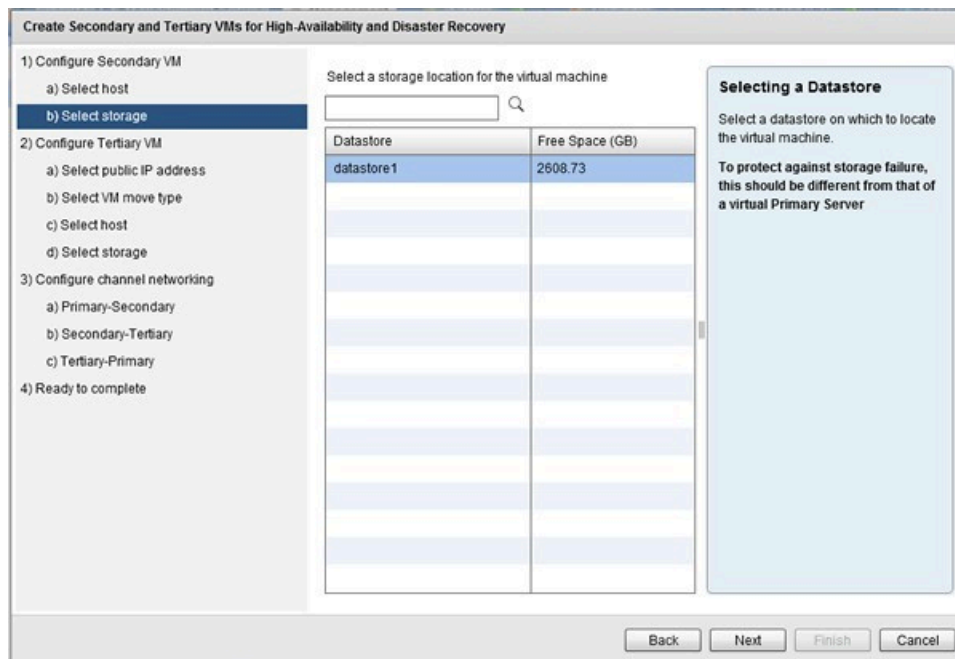 Create Secondary and Tertiary VMs for High-Availability and Disaster Recovery
1) Configure Secondary VM
a) Select host
b) Select storage
2) Configure Tertiary VM
a) Select public IP address
b) Select VM move type
c) Select host
d) Select storage
3) Configure channel networking
a) Primary-Secondary
b) Secondary-Tertiary
c) Tertiary-Primary
4) Ready to complete
Select a storage location for the virtual machine
Datastore Free Space (GB)
datastore1 2608.73
Selecting a Datastore
Select a datastore on which to locate
the virtual machine.
To protect against storage failure,
this should be different from that of
a virtual Primary Server
Back Next Finish Cancel